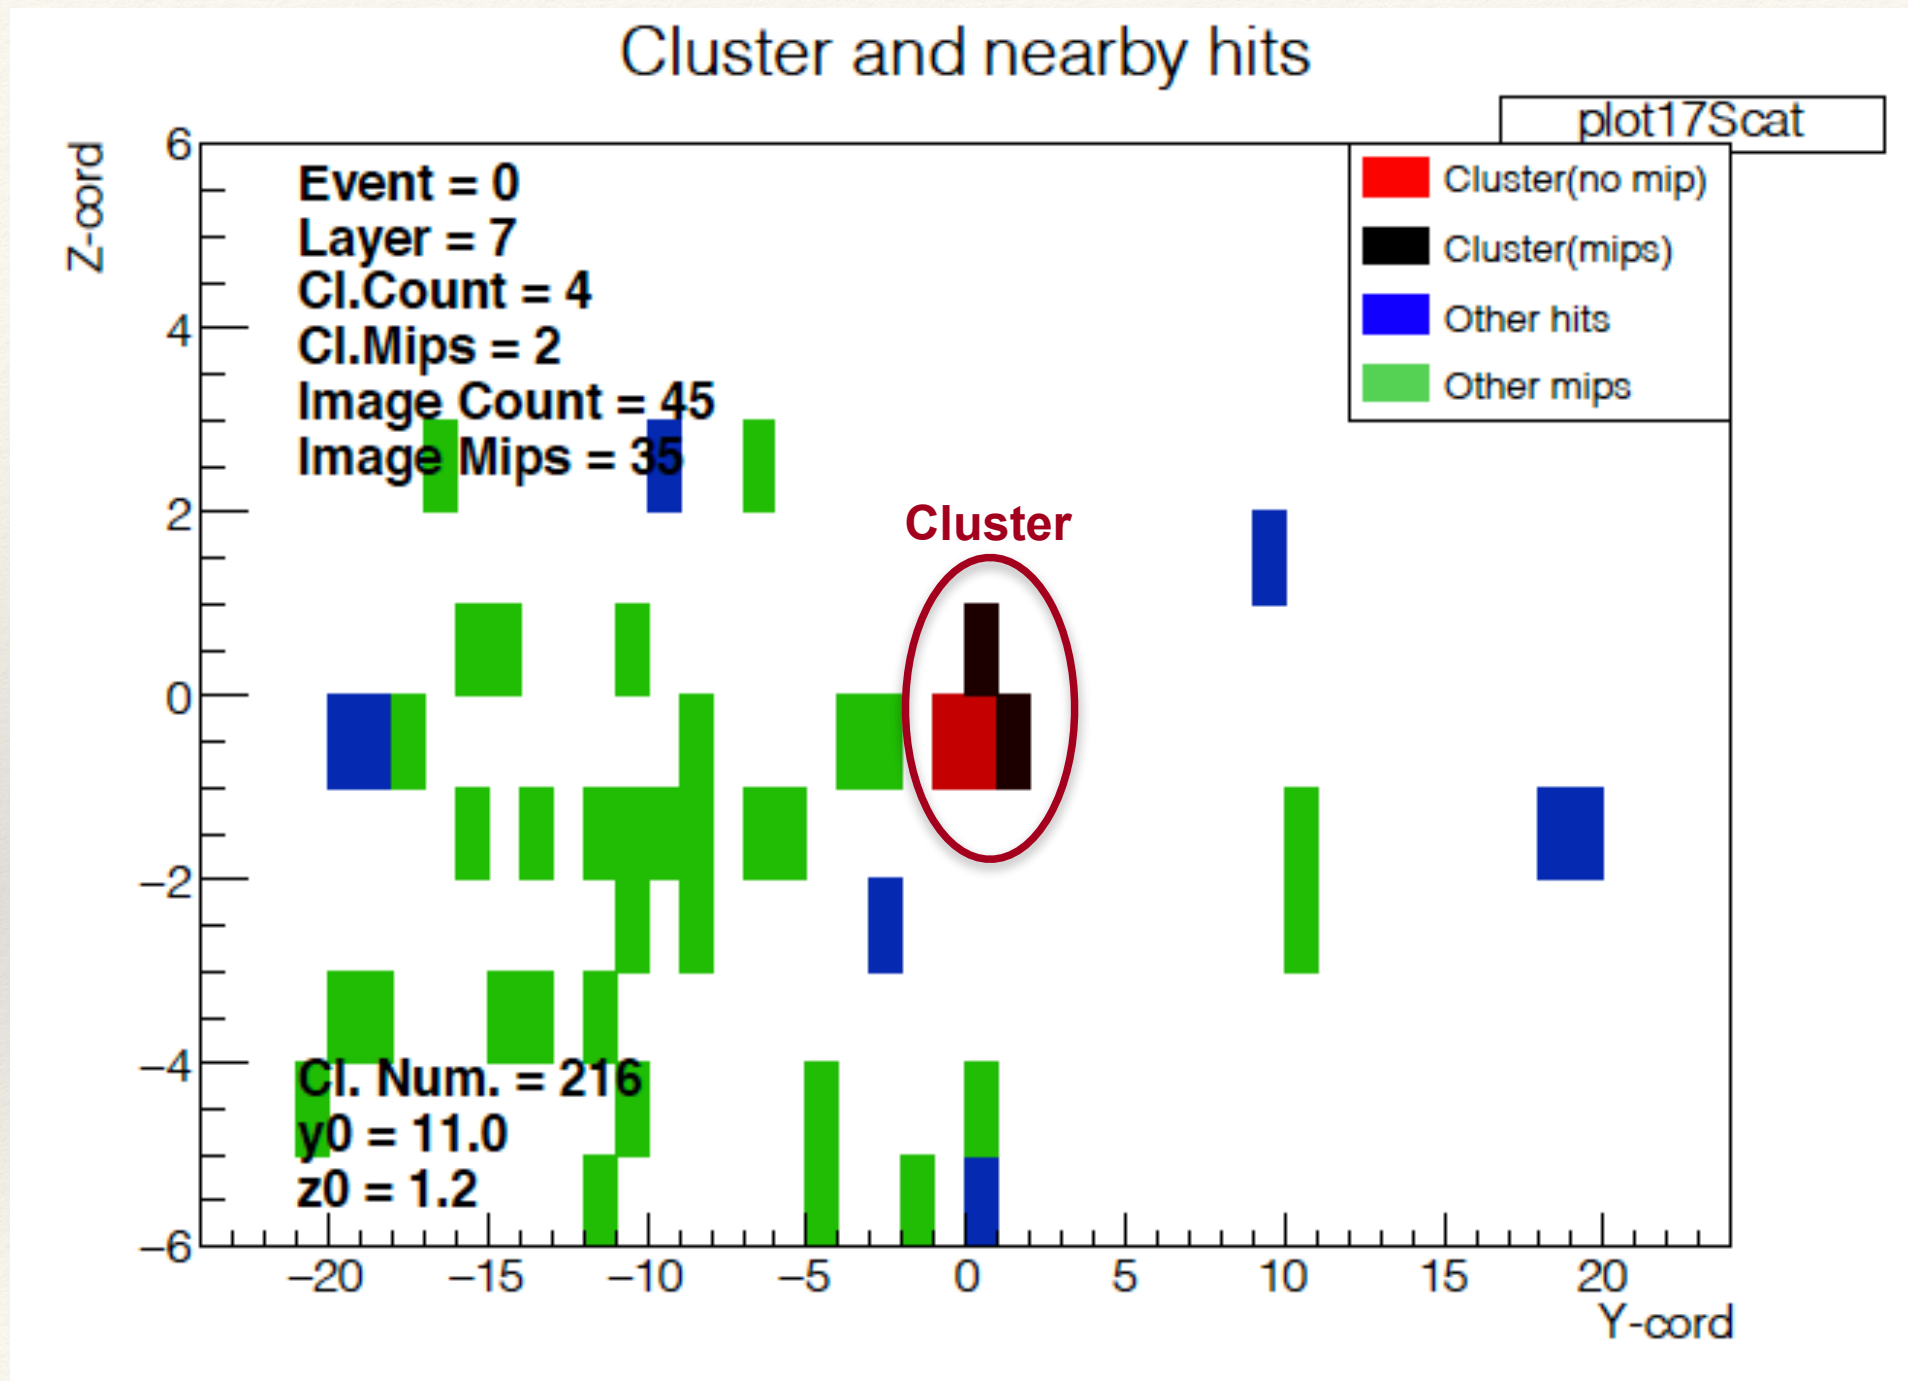 Cluster and nearby hits
plot17Scat
Z-cord
6
4
2
0
−2
−4
−6
Event = 0
Layer = 7
Cl.Count = 4
Cl.Mips = 2
Image Count = 45
Image Mips = 35
Cluster(no mip)
Cluster(mips)
Other hits
Other mips
Cluster
Cl. Num. = 216
y0 = 11.0
z0 = 1.2
−20 −15 −10 −5 0 5 10 15 20
Y-cord